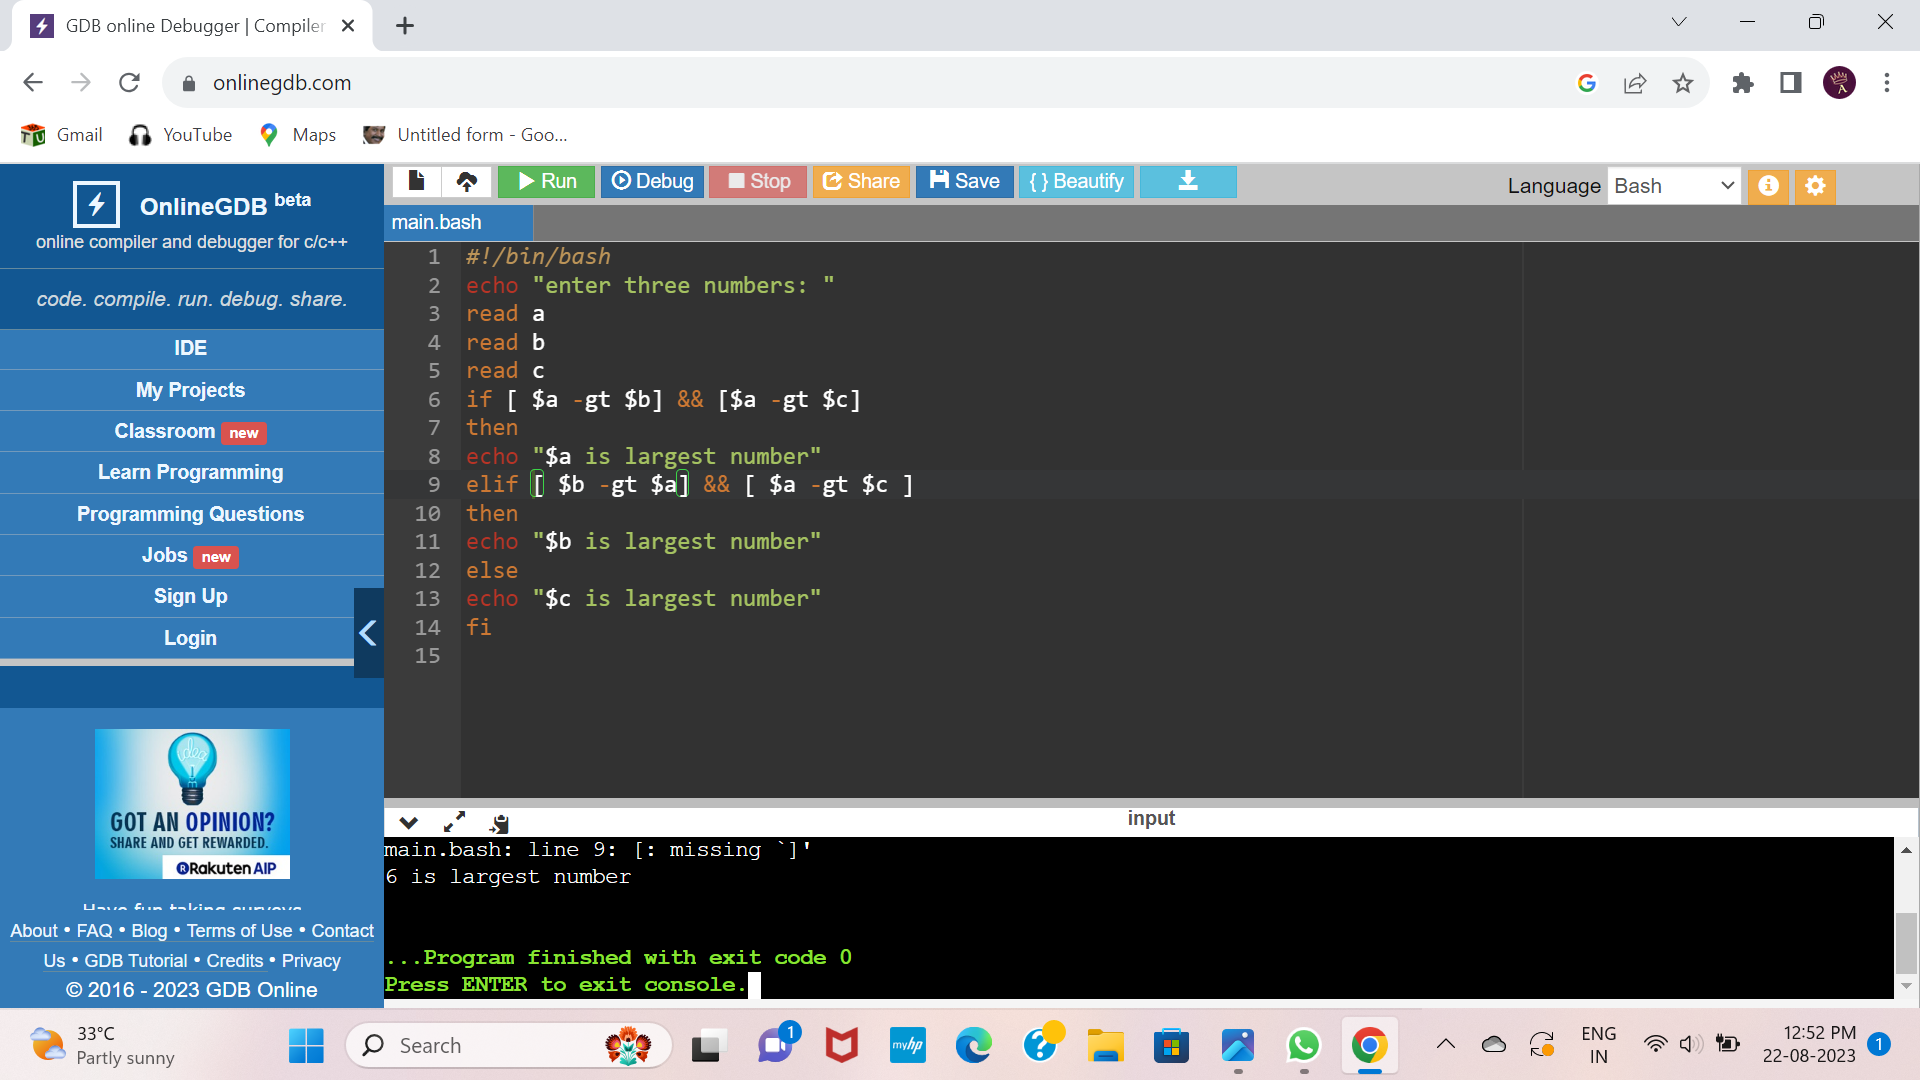 GDB online Debugger | Compiler
onlinegdb.com
Gmail
YouTube
Maps
Untitled form - Goo...
OnlineGDB beta
online compiler and debugger for c/c++
code. compile. run. debug. share.
IDE
My Projects
Classroom new
Learn Programming
Programming Questions
Jobs new
Sign Up
Login
GOT AN OPINION?
SHARE AND GET REWARDED.
Rakuten AIP
Have fun taking surveys
About • FAQ • Blog • Terms of Use • Contact
Us • GDB Tutorial • Credits • Privacy
© 2016 - 2023 GDB Online
Run
Debug
Stop
Share
Save
{ } Beautify
Language Bash
main.bash
1 #!/bin/bash
2 echo "enter three numbers: "
3 read a
4 read b
5 read c
6 if [ $a -gt $b] && [$a -gt $c]
7 then
8 echo "$a is largest number"
9 elif [ $b -gt $a] && [ $a -gt $c ]
10 then
11 echo "$b is largest number"
12 else
13 echo "$c is largest number"
14 fi
15
input
main.bash: line 9: [: missing `]'
6 is largest number
...Program finished with exit code 0
Press ENTER to exit console.
33°C
Partly sunny
Search
1
myhp
ENG
IN
12:52 PM
22-08-2023
1